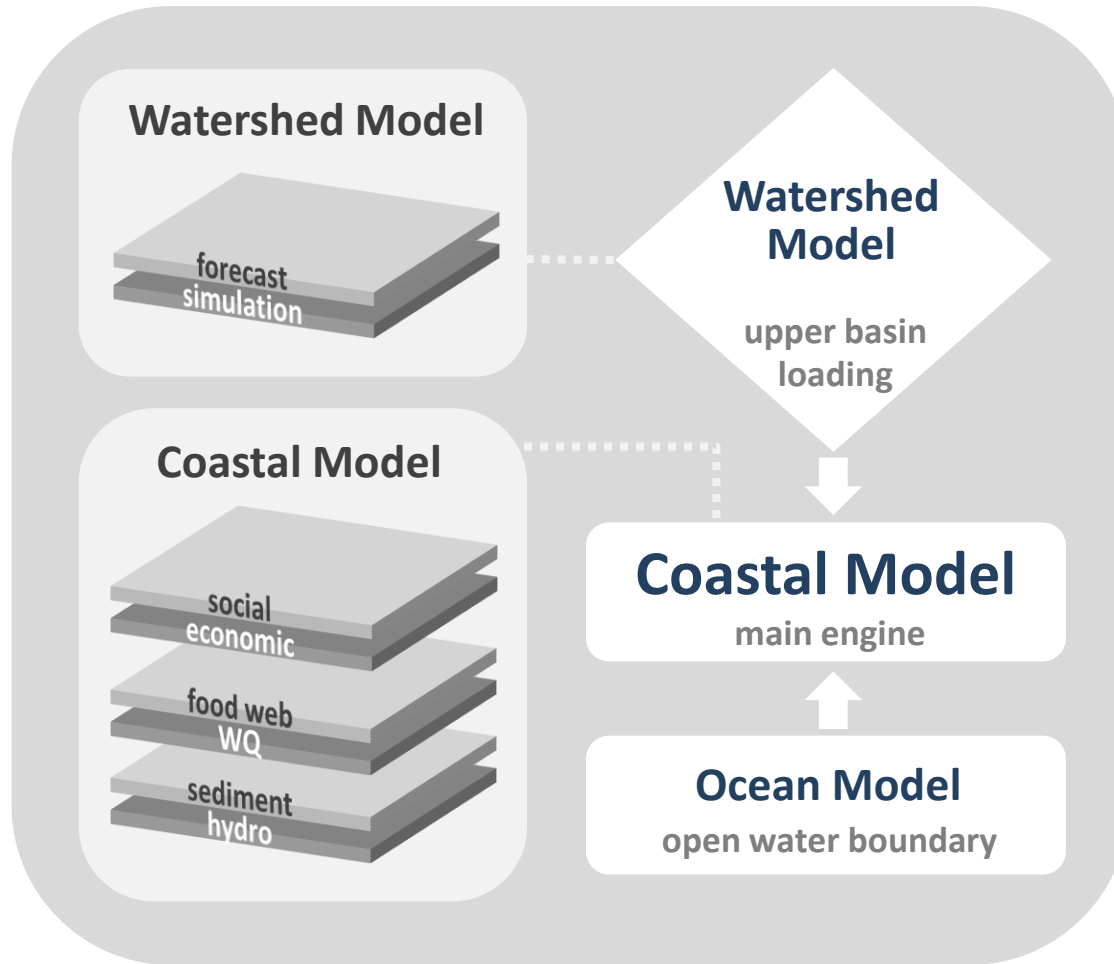 Watershed Model
forecast
simulation
Watershed
Model
upper basin
loading
Coastal Model
social
economic
food web
WQ
sediment
hydro
Coastal Model
main engine
Ocean Model
open water boundary